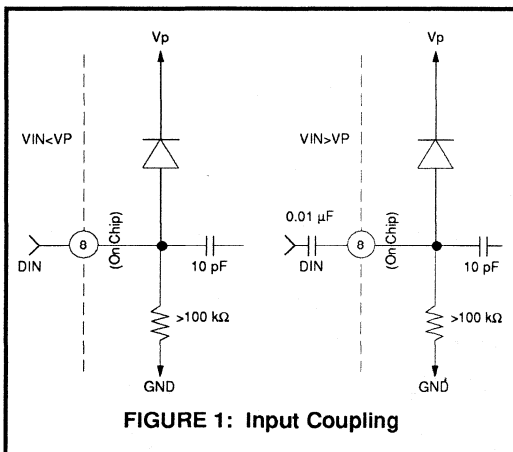 Vp
VIN<VP
8
(On Chip)
DIN
10 pF
>100 kΩ
GND
Vp
VIN>VP
0.01 µF
8
(On Chip)
DIN
10 pF
>100 kΩ
GND
FIGURE 1: Input Coupling